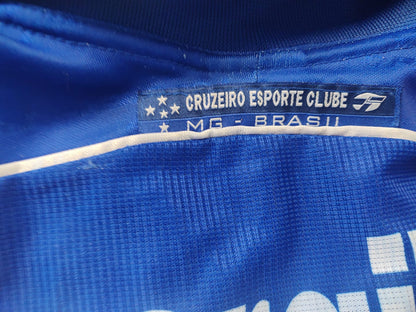 CRUZEIRO ESPORTE CLUBE
MG - BRASIL